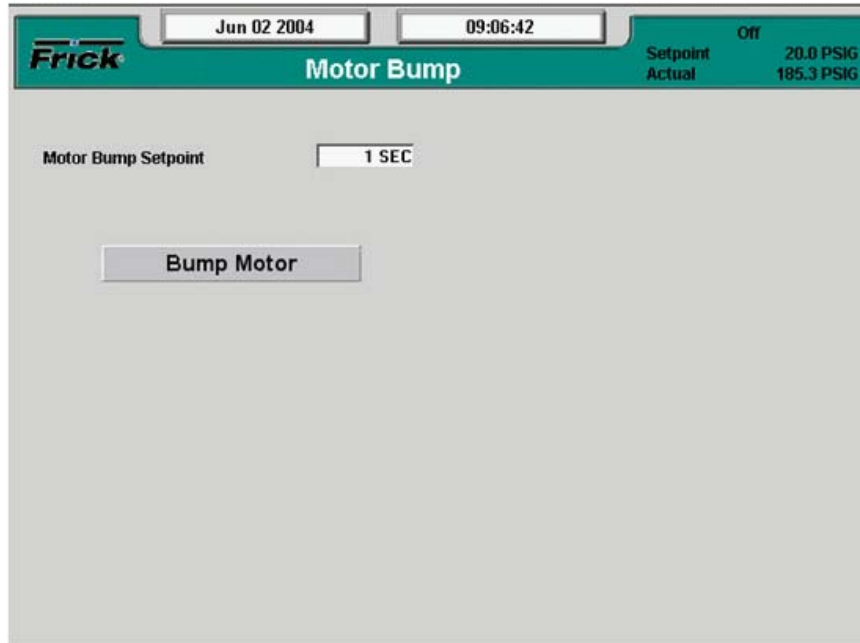 Jun 02 2004
09:06:42
Off
Frick
Motor Bump
Setpoint 20.0 PSIG
Actual 185.3 PSIG
Motor Bump Setpoint 1 SEC
Bump Motor